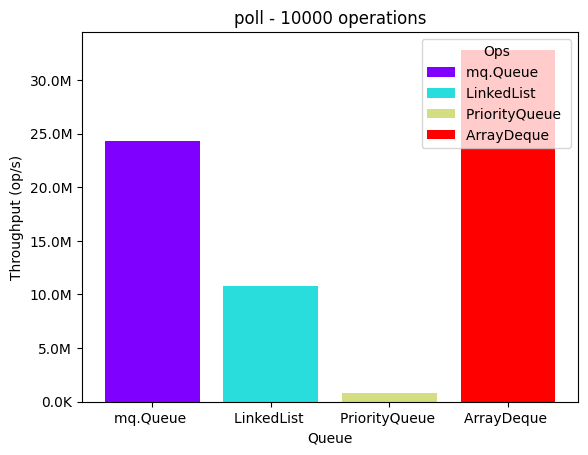 poll - 10000 operations
Ops
mq.Queue
LinkedList
PriorityQueue
ArrayDeque
Throughput (op/s)
30.0M
25.0M
20.0M
15.0M
10.0M
5.0M
0.0K
mq.Queue LinkedList PriorityQueue ArrayDeque
Queue